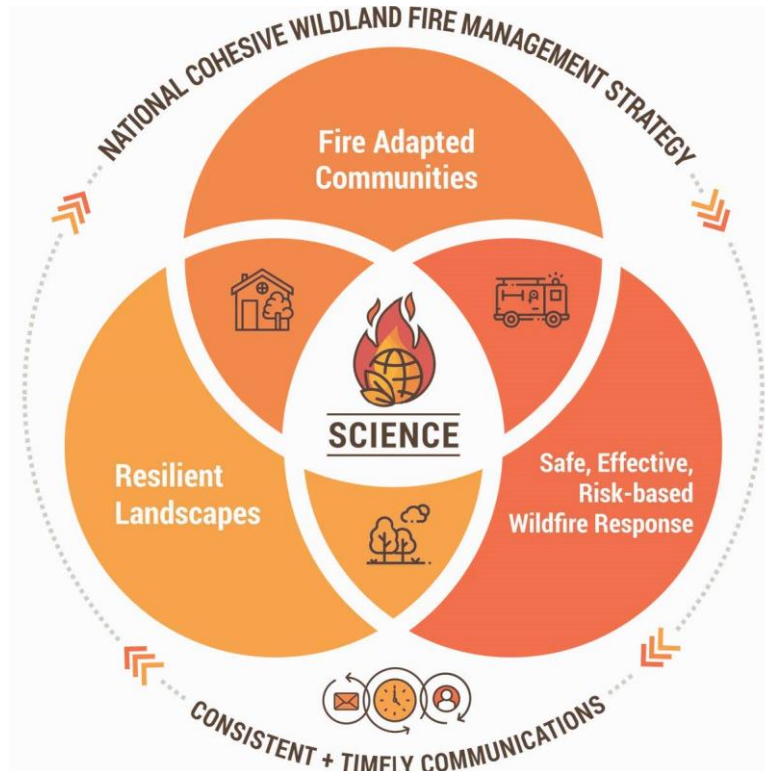 NATIONAL COHESIVE WILDLAND FIRE MANAGEMENT STRATEGY
Fire Adapted
Communities
SCIENCE
Resilient
Landscapes
Safe, Effective,
Risk-based
Wildfire Response
CONSISTENT + TIMELY COMMUNICATIONS